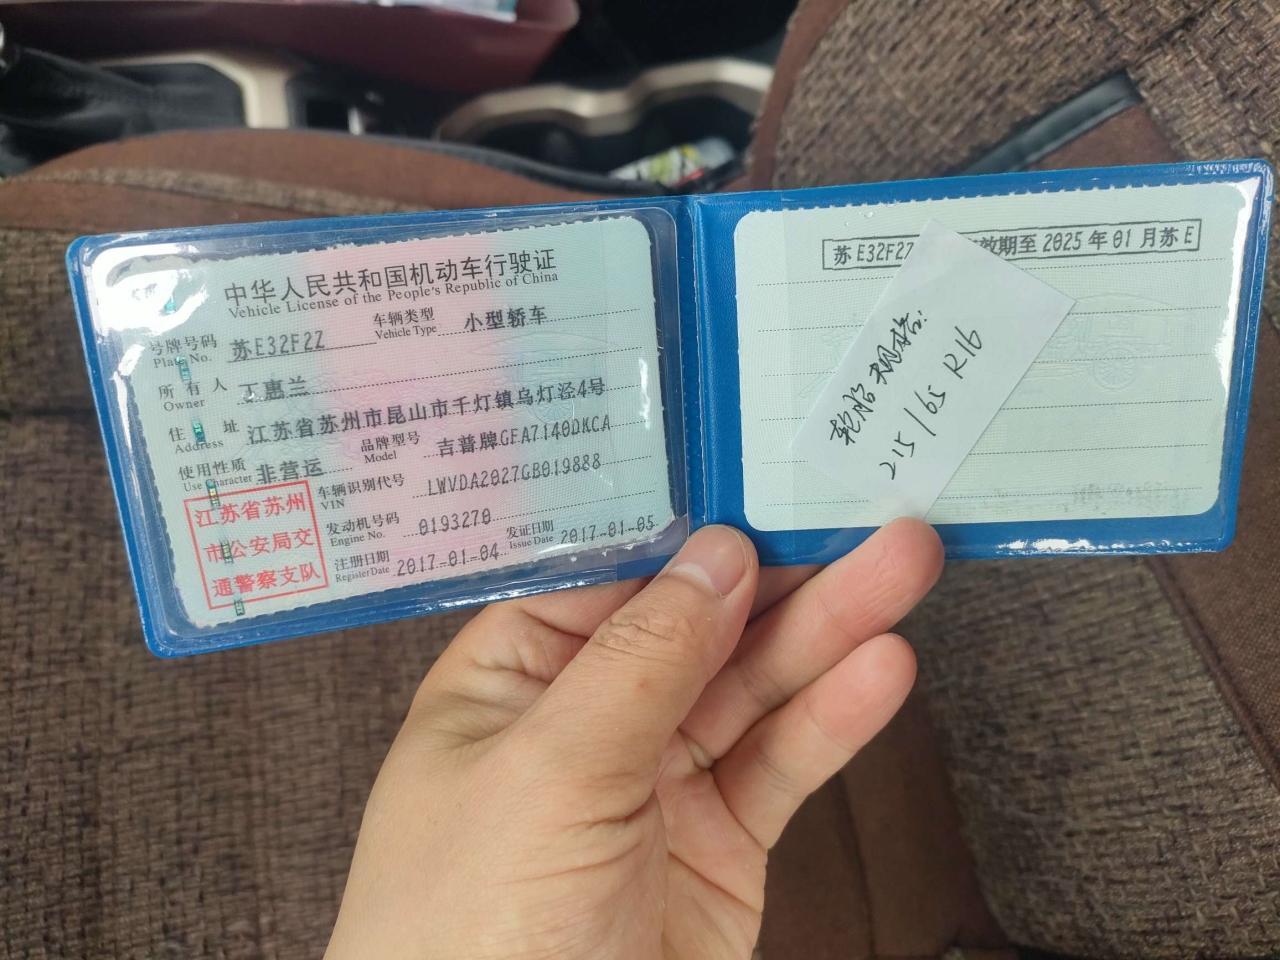 中华人民共和国机动车行驶证
Vehicle License of the People's Republic of China
号牌号码 苏E32F2Z 车辆类型 小型轿车
Plate No. Vehicle Type
所有人 丁惠兰
Owner
住址 江苏省苏州市昆山市千灯镇乌灯泾4号
Address
使用性质 非营运 品牌型号 吉普牌GFA7140DKCA
Use Character Model
车辆识别代号 LWVDA2027GB019888
VIN
发动机号码 0193270 发证日期 2017-01-05
Engine No. Issue Date
注册日期 2017-01-04
Register Date
江苏省苏州
市公安局交
通警察支队
苏E32F2Z 效期至2025年01月苏E
轮胎规格:
215/65 R16